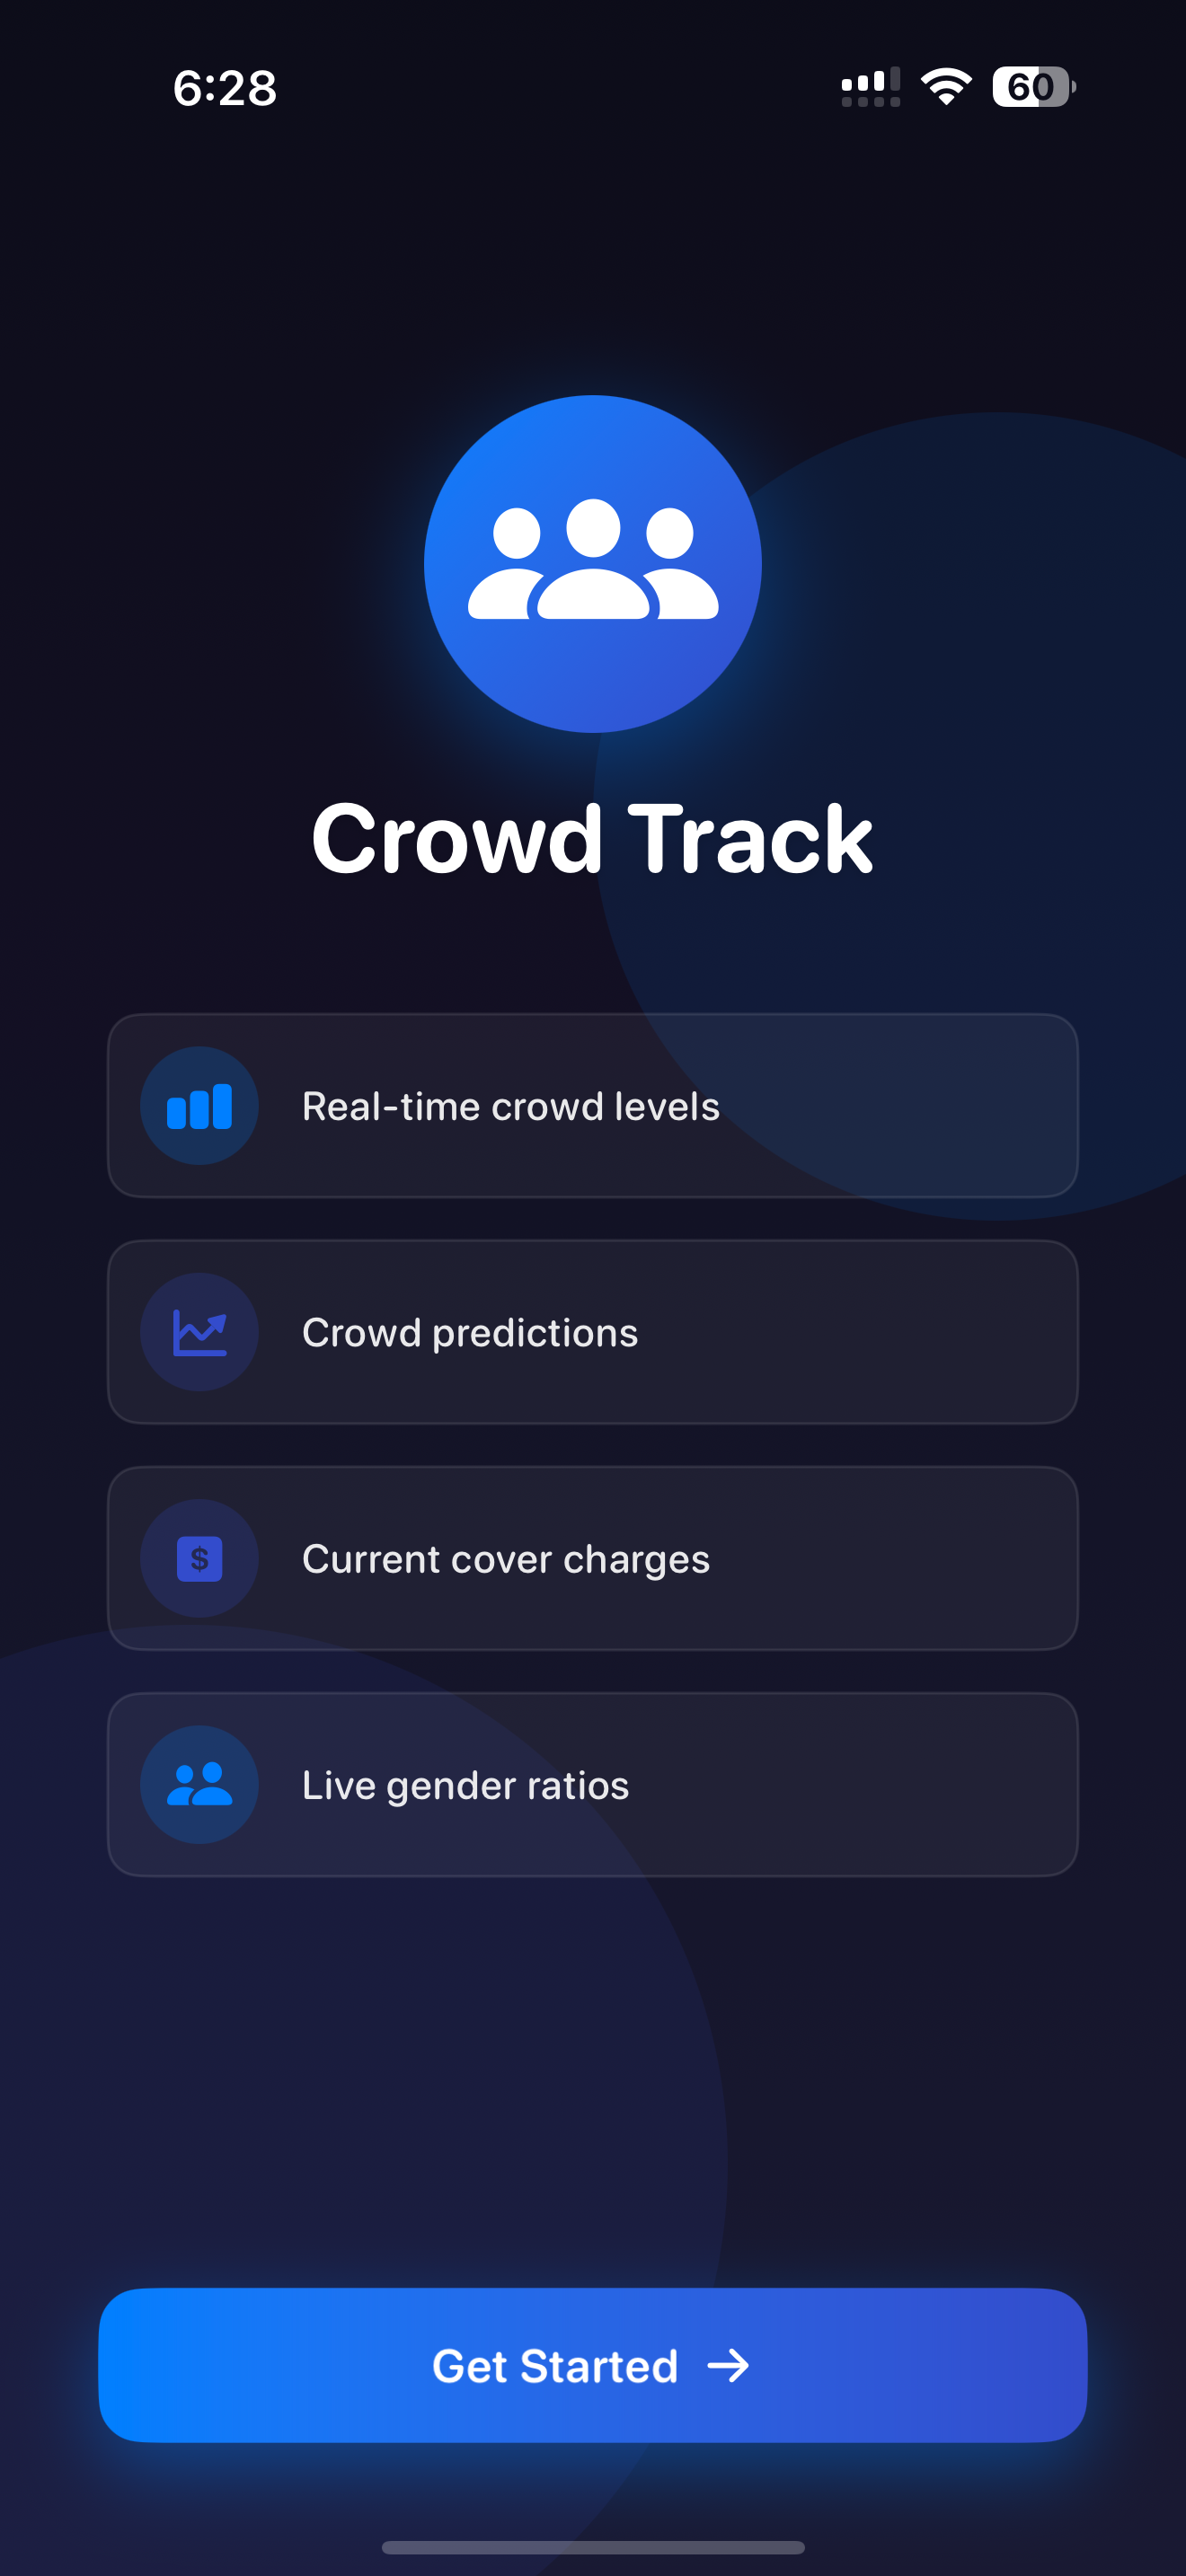 6:28
60
Crowd Track
Real-time crowd levels
Crowd predictions
$
Current cover charges
Live gender ratios
Get Started →